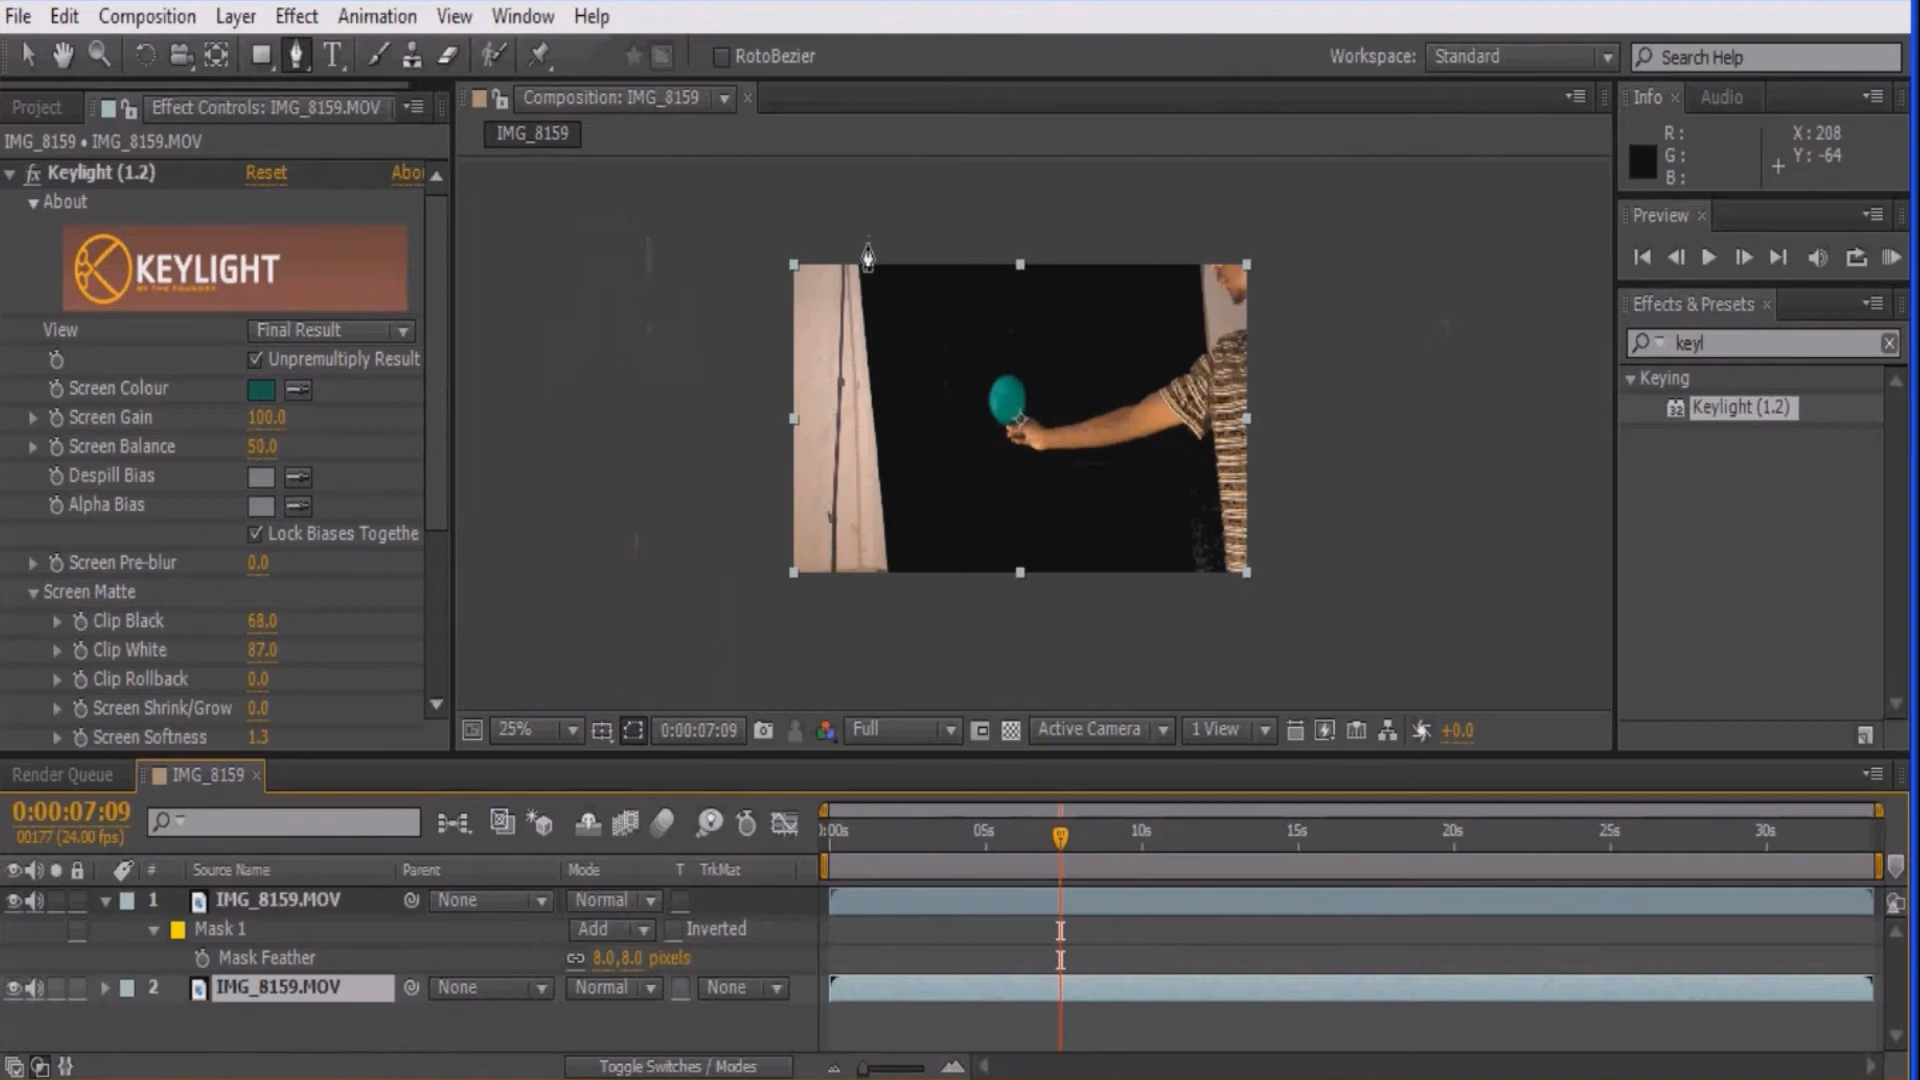 File Edit Composition Layer Effect Animation View Window Help
RotoBezier
Workspace: Standard
Search Help
Project
Effect Controls: IMG_8159.MOV
Composition: IMG_8159
Info Audio
IMG_8159 • IMG_8159.MOV
IMG_8159
R: X: 208
G: Y: -64
B:
fx Keylight (1.2) Reset Abo
About
KEYLIGHT
BY THE FOUNDRY
View Final Result
Unpremultiply Result
Screen Colour
Screen Gain 100.0
Screen Balance 50.0
Despill Bias
Alpha Bias
Lock Biases Togethe
Screen Pre-blur 0.0
Screen Matte
Clip Black 68.0
Clip White 87.0
Clip Rollback 0.0
Screen Shrink/Grow 0.0
Screen Softness 1.3
Preview
Effects & Presets
keyl
Keying
32 Keylight (1.2)
25% 0:00:07:09 Full Active Camera 1 View +0.0
Render Queue IMG_8159
0:00:07:09
00177 (24.00 fps)
0:00s 05s 10s 15s 20s 25s 30s
# Source Name Parent Mode T TrkMat
1 IMG_8159.MOV None Normal
Mask 1 Add Inverted
Mask Feather 8.0,8.0 pixels
2 IMG_8159.MOV None Normal None
Toggle Switches / Modes